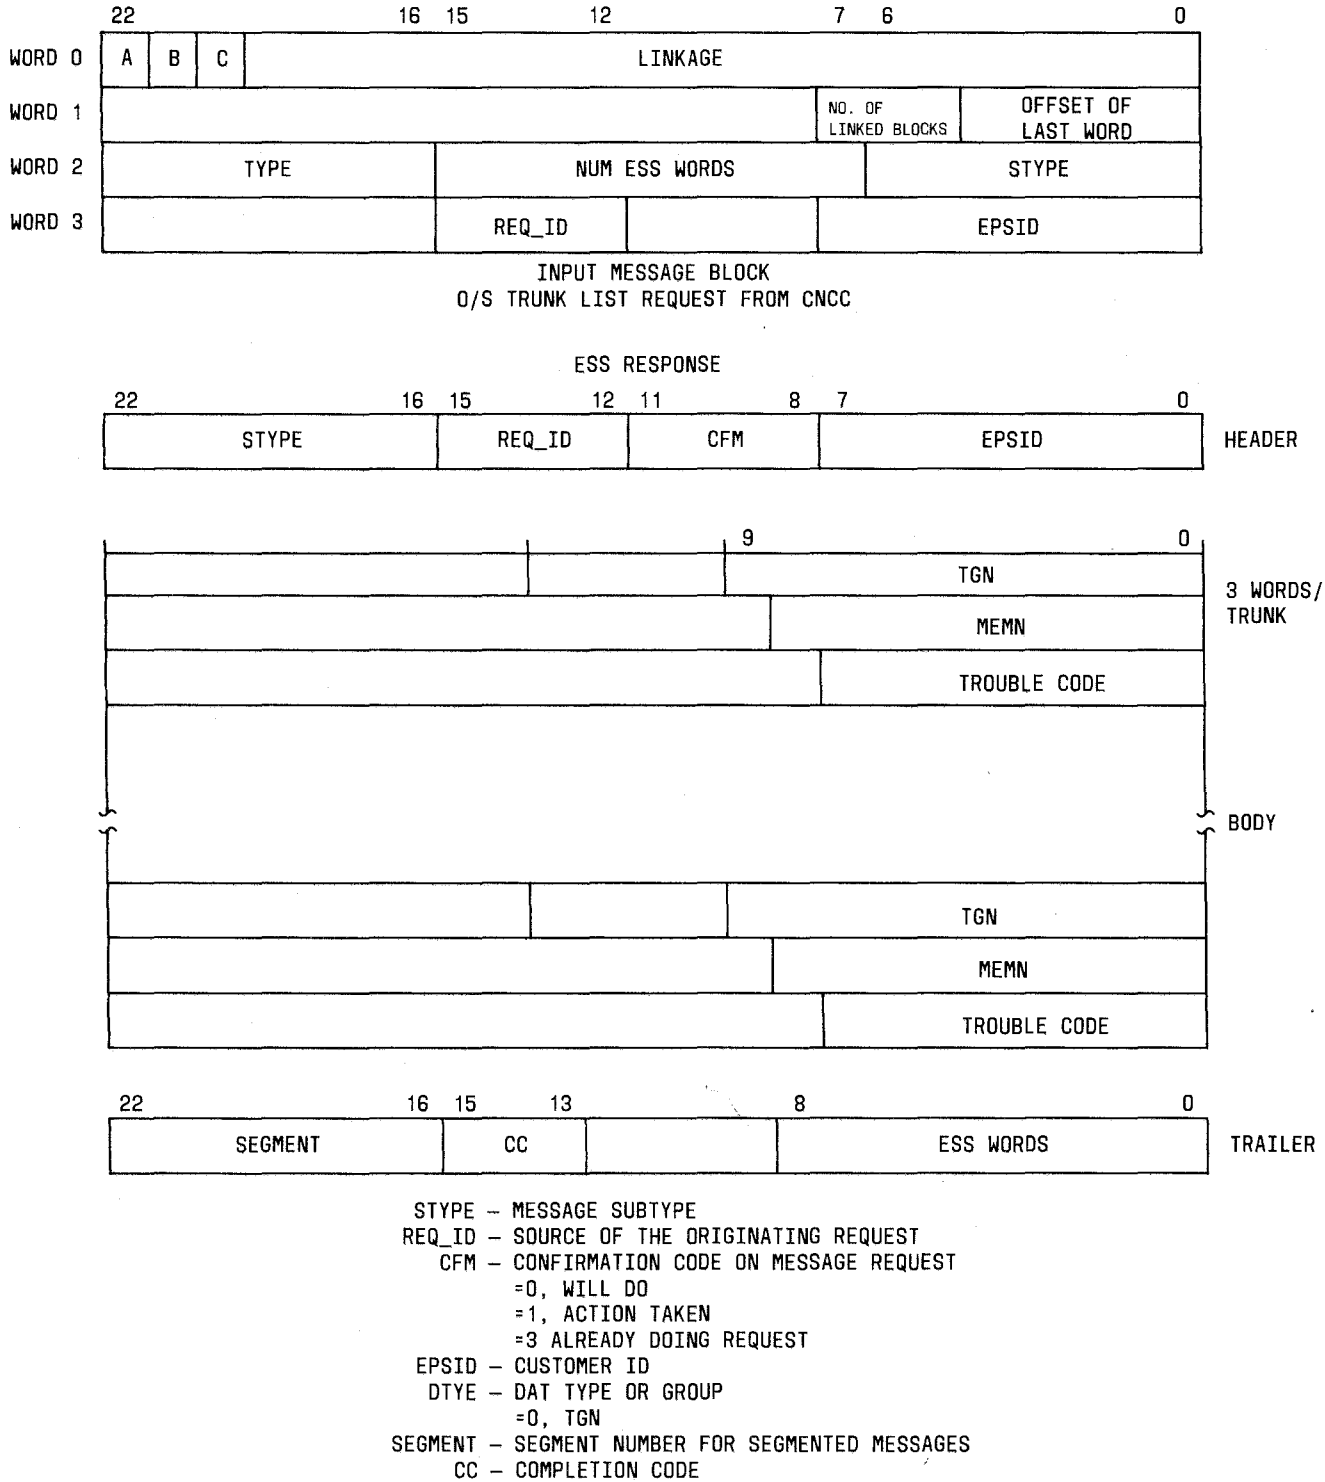 22 16 15 12 7 6 0
WORD 0 A B C LINKAGE
WORD 1 NO. OF LINKED BLOCKS OFFSET OF LAST WORD
WORD 2 TYPE NUM ESS WORDS STYPE
WORD 3 REQ_ID EPSID
INPUT MESSAGE BLOCK
O/S TRUNK LIST REQUEST FROM CNCC
ESS RESPONSE
22 16 15 12 11 8 7 0
STYPE REQ_ID CFM EPSID HEADER
9 0
TGN
3 WORDS/
TRUNK
MEMN
TROUBLE CODE
BODY
TGN
MEMN
TROUBLE CODE
22 16 15 13 8 0
SEGMENT CC ESS WORDS TRAILER
STYPE – MESSAGE SUBTYPE
REQ_ID – SOURCE OF THE ORIGINATING REQUEST
CFM – CONFIRMATION CODE ON MESSAGE REQUEST
=0, WILL DO
=1, ACTION TAKEN
=3 ALREADY DOING REQUEST
EPSID – CUSTOMER ID
DTYE – DAT TYPE OR GROUP
=0, TGN
SEGMENT – SEGMENT NUMBER FOR SEGMENTED MESSAGES
CC – COMPLETION CODE